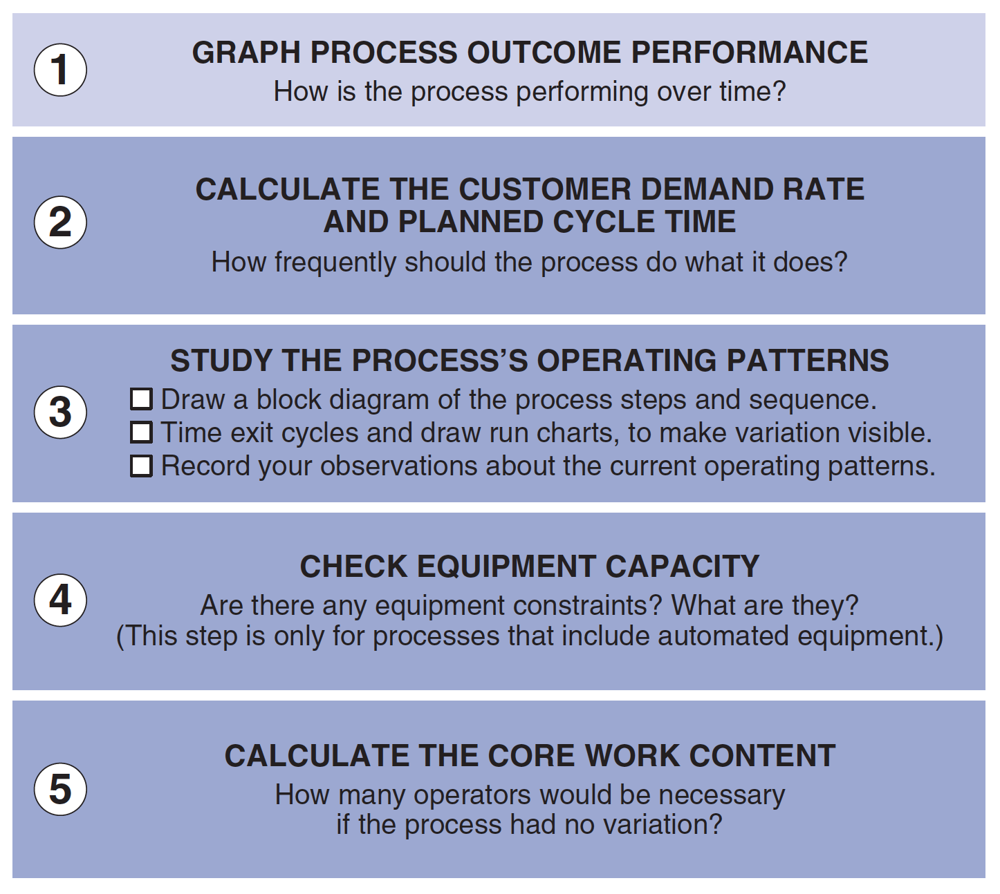 1
GRAPH PROCESS OUTCOME PERFORMANCE
How is the process performing over time?
2
CALCULATE THE CUSTOMER DEMAND RATE
AND PLANNED CYCLE TIME
How frequently should the process do what it does?
3
STUDY THE PROCESS’S OPERATING PATTERNS
Draw a block diagram of the process steps and sequence.
Time exit cycles and draw run charts, to make variation visible.
Record your observations about the current operating patterns.
4
CHECK EQUIPMENT CAPACITY
Are there any equipment constraints? What are they?
(This step is only for processes that include automated equipment.)
5
CALCULATE THE CORE WORK CONTENT
How many operators would be necessary
if the process had no variation?